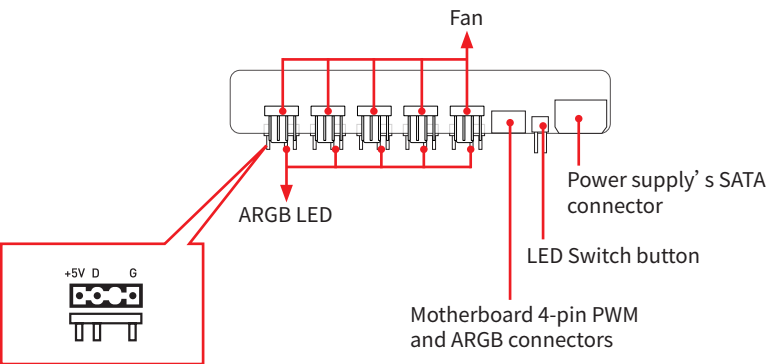 Fan
ARGB LED
Power supply’s SATA
connector
LED Switch button
+5V D G
Motherboard 4-pin PWM
and ARGB connectors